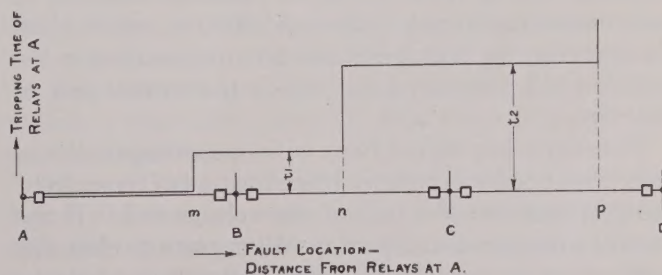 TRIPPING TIME OF
RELAYS AT A
t1
t2
A
m
B
n
C
p
D
FAULT LOCATION—
DISTANCE FROM RELAYS AT A.